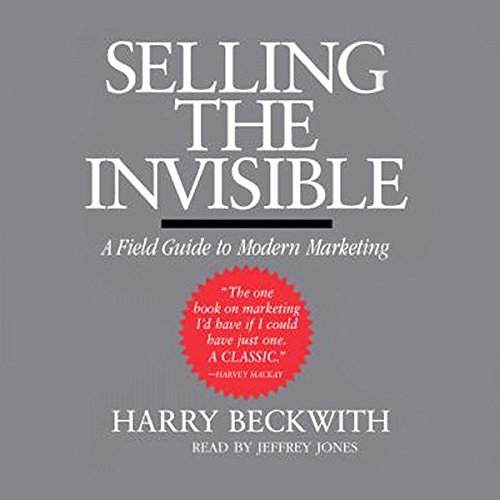 SELLING
THE
INVISIBLE
A Field Guide to Modern Marketing
“The one
book on marketing
I’d have if I could
have just one.
A CLASSIC.”
—HARVEY MACKAY
HARRY BECKWITH
READ BY JEFFREY JONES